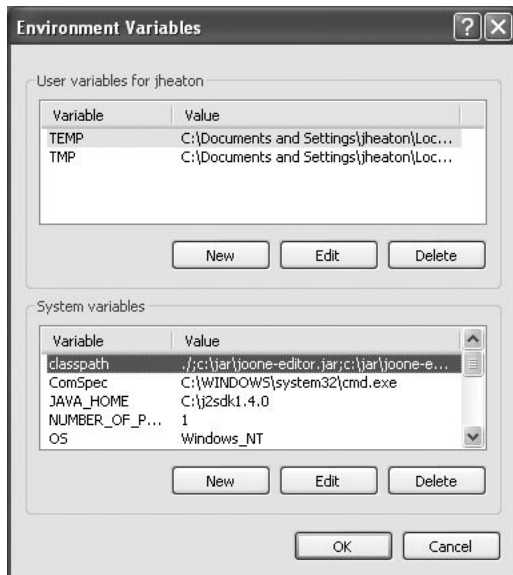 Environment Variables
User variables for jheaton
Variable Value
TEMP C:\Documents and Settings\jheaton\Loc...
TMP C:\Documents and Settings\jheaton\Loc...
New Edit Delete
System variables
Variable Value
classpath ./;c:\jar\joone-editor.jar;c:\jar\joone-e...
ComSpec C:\WINDOWS\system32\cmd.exe
JAVA_HOME C:\j2sdk1.4.0
NUMBER_OF_P... 1
OS Windows_NT
New Edit Delete
OK Cancel